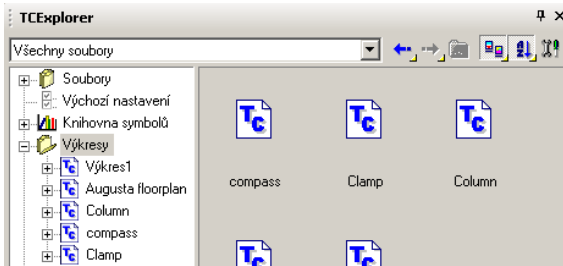 TCExplorer
Všechny soubory
Soubory
Výchozí nastavení
Knihovna symbolů
Výkresy
Výkres1
Augusta floorplan
Column
compass
Clamp
compass Clamp Column